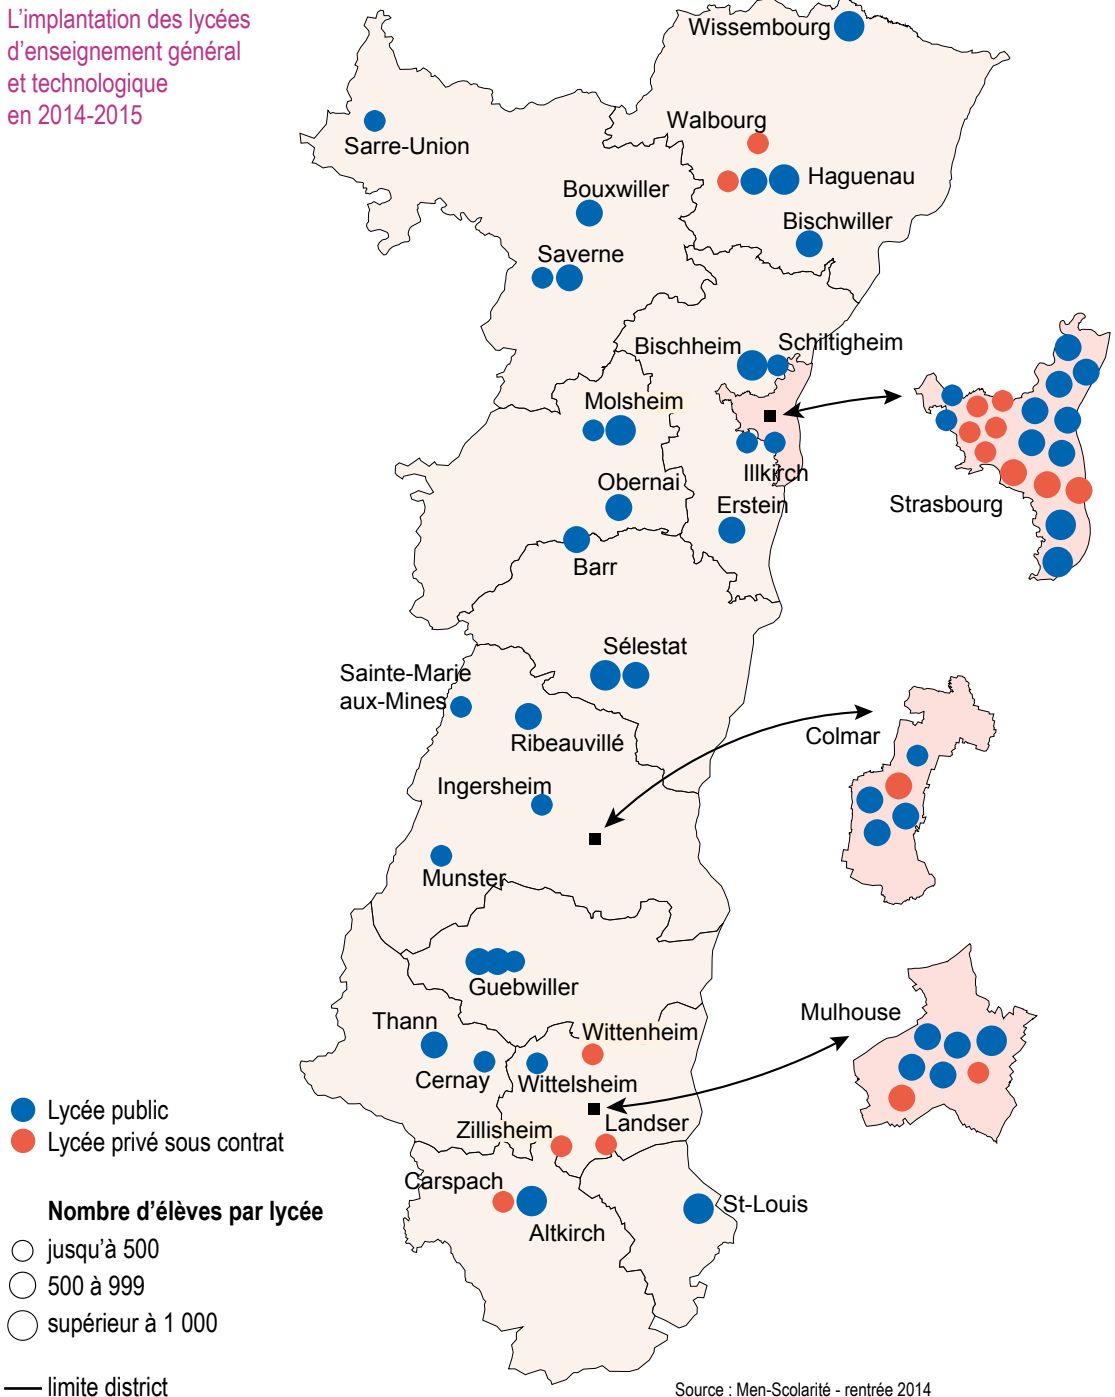 L'implantation des lycées
d'enseignement général
et technologique
en 2014-2015
Wissembourg
Walbourg
Sarre-Union
Haguenau
Bouxwiller
Bischwiller
Saverne
Bischheim
Schiltigheim
Molsheim
Illkirch
Obernai
Erstein
Strasbourg
Barr
Sélestat
Sainte-Marie
aux-Mines
Ribeauvillé
Colmar
Ingersheim
Munster
Guebwiller
Mulhouse
Thann
Wittenheim
Cernay
Wittelsheim
Zillisheim
Landser
Carspach
Altkirch
St-Louis
Lycée public
Lycée privé sous contrat
Nombre d'élèves par lycée
jusqu'à 500
500 à 999
supérieur à 1 000
limite district
Source : Men-Scolarité - rentrée 2014